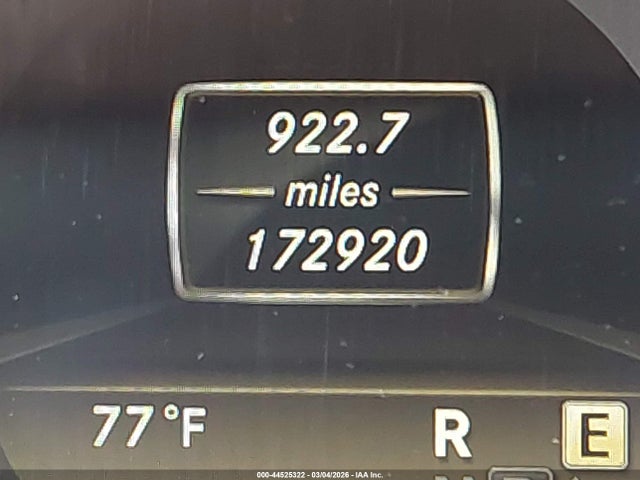 922.7
miles
172920
77°F R E
000-44525322 - 03/04/2026 - IAA Inc.